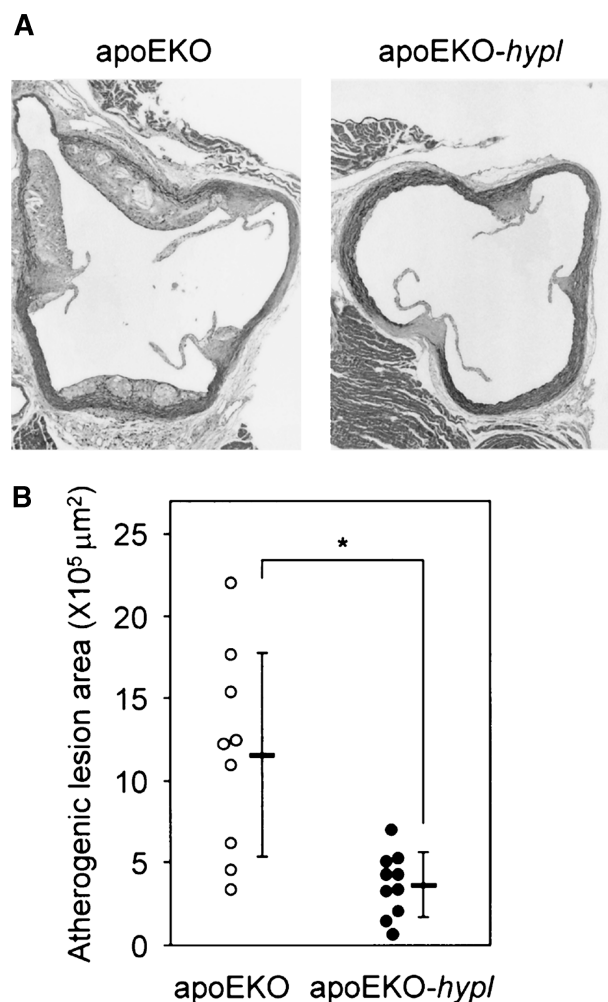 A
apoEKO
apoEKO-hypl
B
Atherogenic lesion area (X10⁵ μm²)
25
20
15
10
5
0
*
apoEKO
apoEKO-hypl